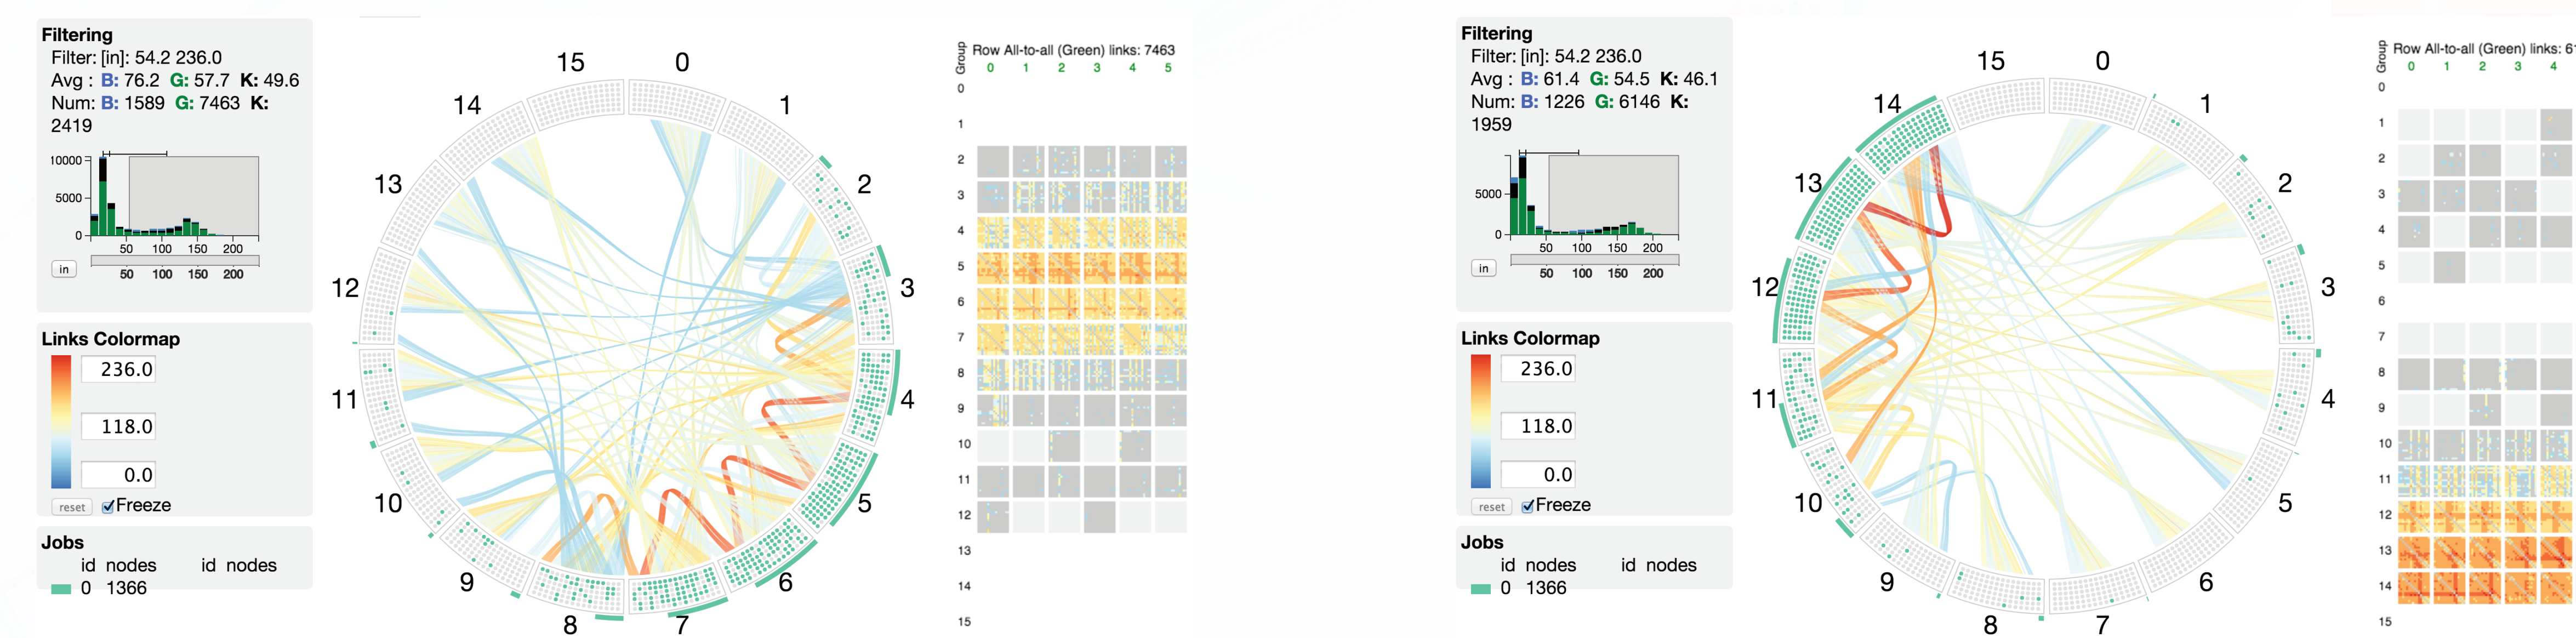 Filtering
Filter: [in]: 54.2 236.0
Avg : B: 76.2 G: 57.7 K: 49.6
Num: B: 1589 G: 7463 K:
2419
10000
5000
0
50 100 150 200
in
50 100 150 200
Links Colormap
236.0
118.0
0.0
reset Freeze
Jobs
id nodes id nodes
0 1366
15 0
14 1
13 2
12 3
11 4
10 5
9 6
8 7
Group
Row All-to-all (Green) links: 7463
0 1 2 3 4 5
0
1
2
3
4
5
6
7
8
9
10
11
12
13
14
15
Filtering
Filter: [in]: 54.2 236.0
Avg : B: 61.4 G: 54.5 K: 46.1
Num: B: 1226 G: 6146 K:
1959
5000
0
50 100 150 200
in
50 100 150 200
Links Colormap
236.0
118.0
0.0
reset Freeze
Jobs
id nodes id nodes
0 1366
15 0
14 1
13 2
12 3
11 4
10 5
9 6
8 7
Group
Row All-to-all (Green) links: 61
0 1 2 3 4
0
1
2
3
4
5
6
7
8
9
10
11
12
13
14
15